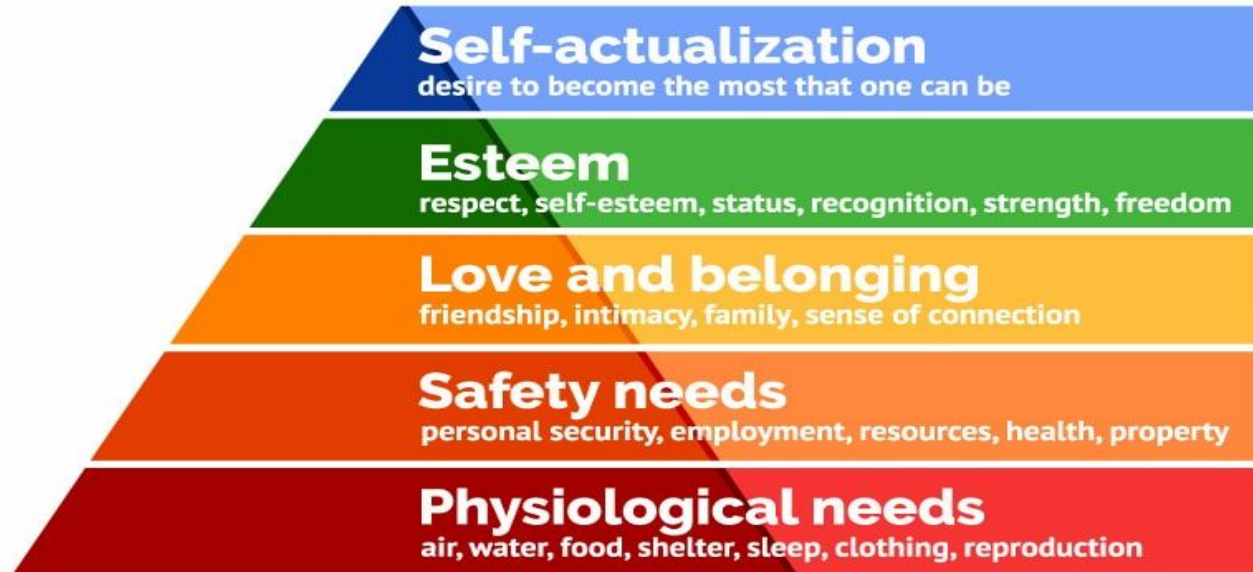 Self-actualization
desire to become the most that one can be
Esteem
respect, self-esteem, status, recognition, strength, freedom
Love and belonging
friendship, intimacy, family, sense of connection
Safety needs
personal security, employment, resources, health, property
Physiological needs
air, water, food, shelter, sleep, clothing, reproduction